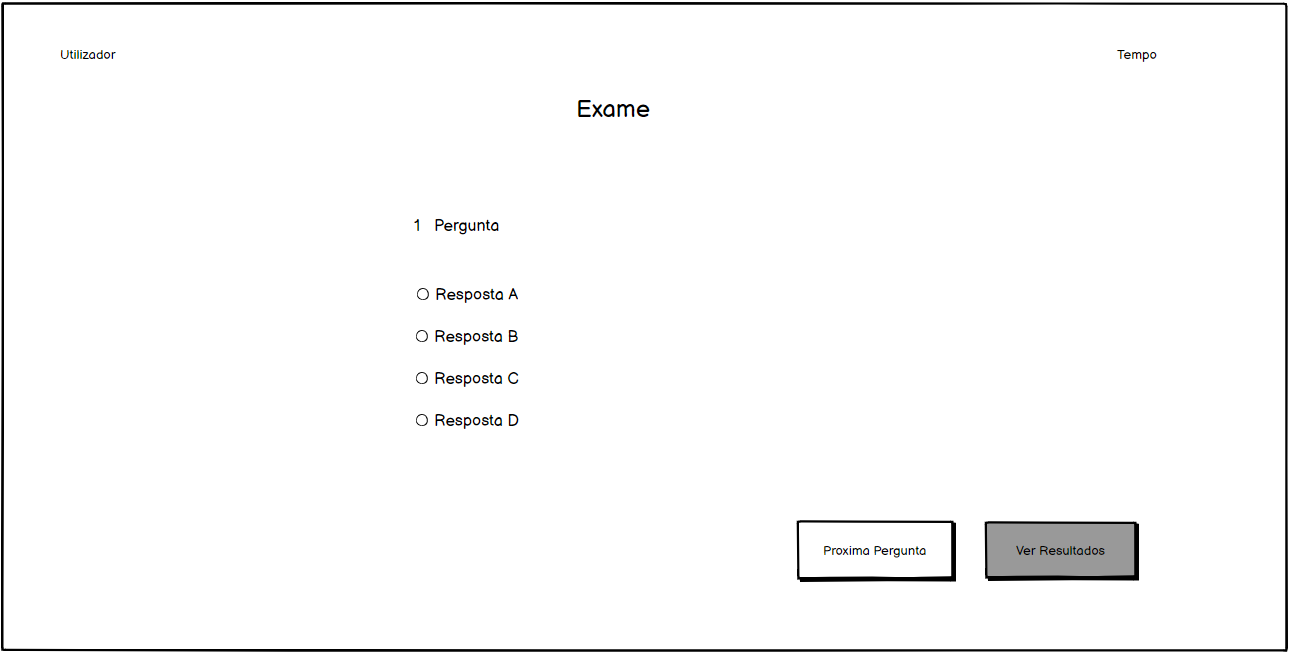 Utilizador
Tempo
Exame
1 Pergunta
Resposta A
Resposta B
Resposta C
Resposta D
Proxima Pergunta
Ver Resultados